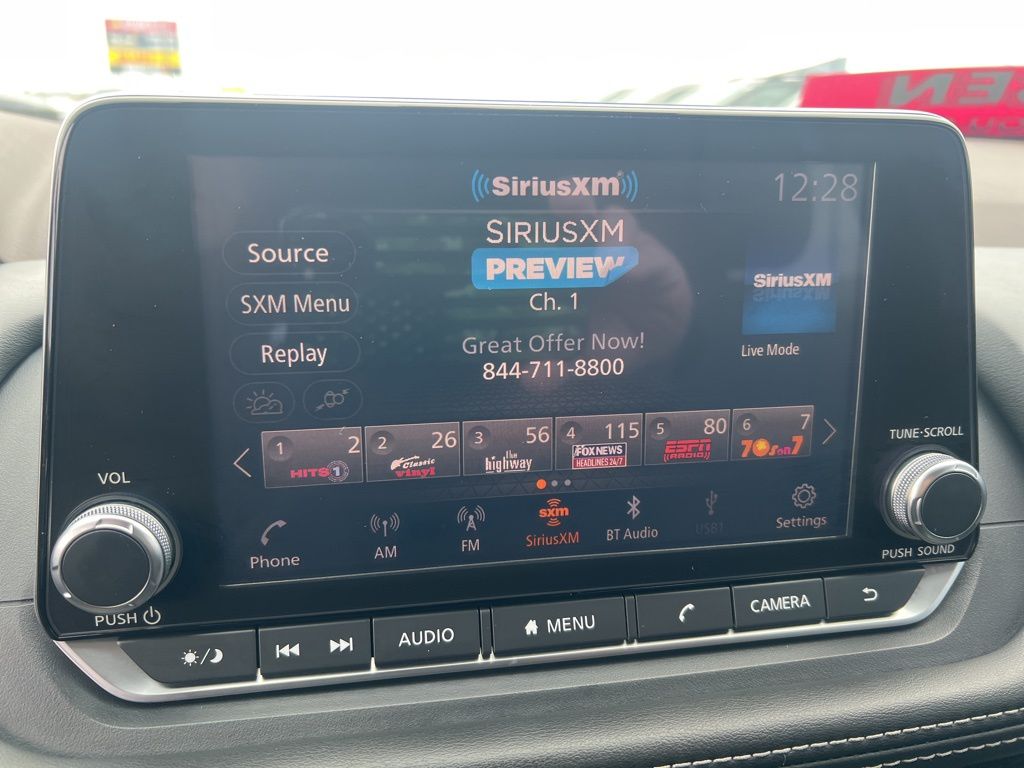 SiriusXM
12:28
SIRIUSXM
PREVIEW
Ch. 1
Source
SXM Menu
Replay
SiriusXM
Live Mode
Great Offer Now!
844-711-8800
1 2 HITS 1
2 26 Classic vinyl
3 56 the highway
4 115 FOX NEWS HEADLINES 24/7
5 80 ESPN RADIO
6 7 70s on 7
Phone
AM
FM
sxm
SiriusXM
BT Audio
USB1
Settings
VOL
PUSH
TUNE·SCROLL
PUSH SOUND
AUDIO
MENU
CAMERA